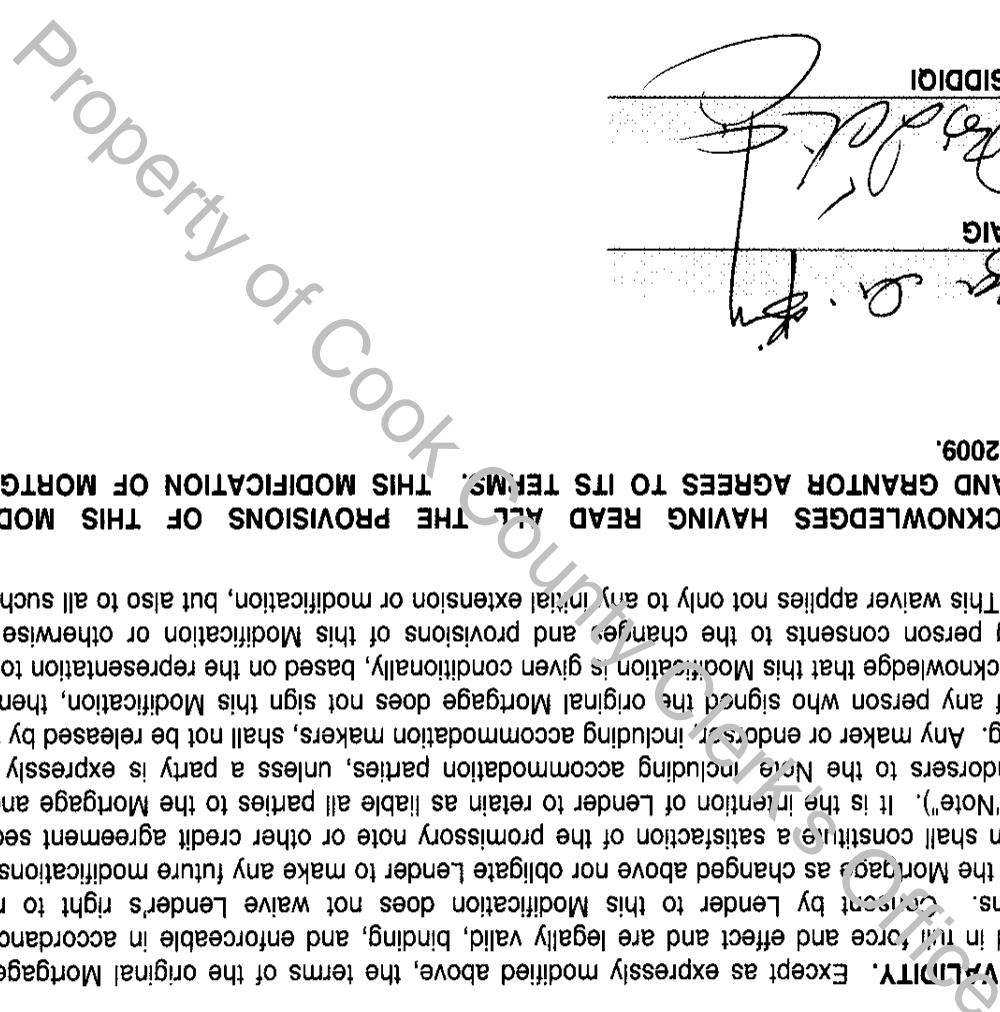 VALIDITY. Except as expressly modified above, the terms of the original Mortgage
d in full force and effect and are legally valid, binding, and enforceable in accordanc
ns. Consent by Lender to this Modification does not waive Lender's right to r
the Mortgage as changed above nor obligate Lender to make any future modifications
n shall constitute a satisfaction of the promissory note or other credit agreement sec
"Note"). It is the intention of Lender to retain as liable all parties to the Mortgage and
dorsers to the Note, including accommodation parties, unless a party is expressly
g. Any maker or endorser, including accommodation makers, shall not be released by
f any person who signed the original Mortgage does not sign this Modification, then
cknowledge that this Modification is given conditionally, based on the representation to
g person consents to the changes and provisions of this Modification or otherwise
This waiver applies not only to any initial extension or modification, but also to all such
CKNOWLEDGES HAVING READ ALL THE PROVISIONS OF THIS MOD
AND GRANTOR AGREES TO ITS TERMS. THIS MODIFICATION OF MORTG
2009.
AIG
SIDDIQI
Property of Cook County Clerk's Office